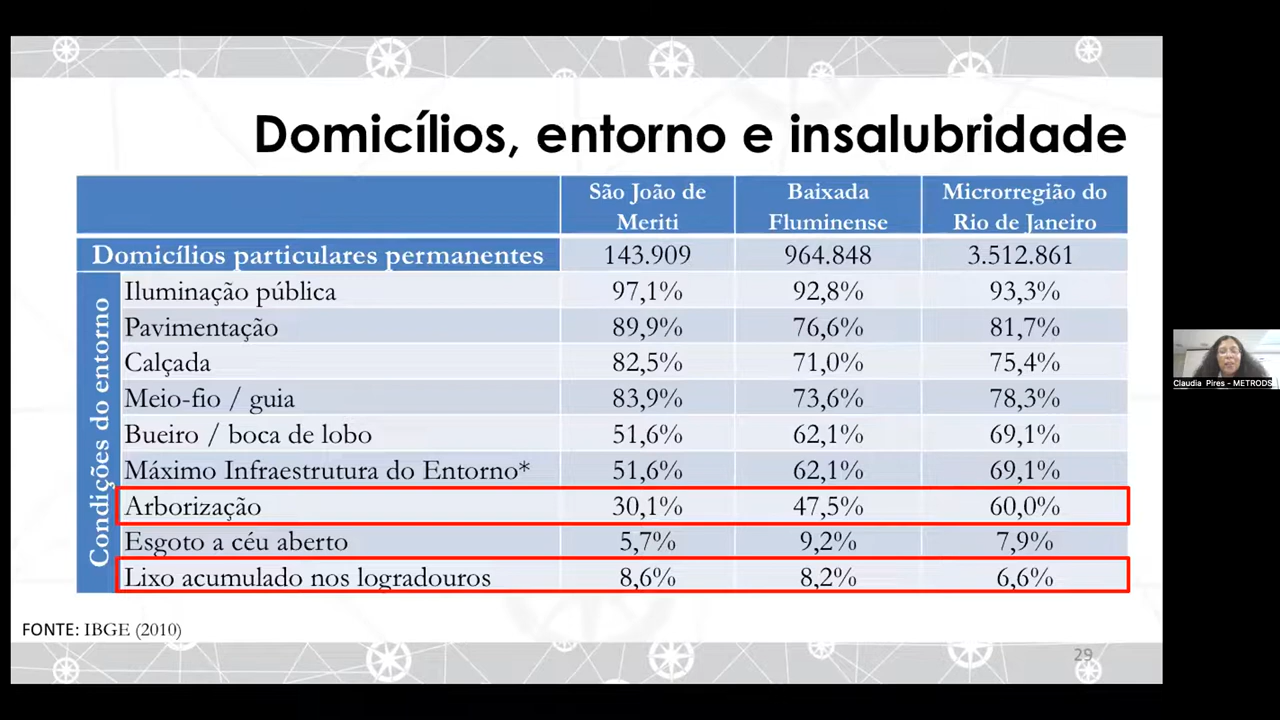 Domicílios, entorno e insalubridade
São João de Meriti Baixada Fluminense Microrregião do Rio de Janeiro
Domicílios particulares permanentes 143.909 964.848 3.512.861
Condições do entorno
Iluminação pública 97,1% 92,8% 93,3%
Pavimentação 89,9% 76,6% 81,7%
Calçada 82,5% 71,0% 75,4%
Meio-fio / guia 83,9% 73,6% 78,3%
Bueiro / boca de lobo 51,6% 62,1% 69,1%
Máximo Infraestrutura do Entorno* 51,6% 62,1% 69,1%
Arborização 30,1% 47,5% 60,0%
Esgoto a céu aberto 5,7% 9,2% 7,9%
Lixo acumulado nos logradouros 8,6% 8,2% 6,6%
FONTE: IBGE (2010)
29
Claudia Pires - METRODS